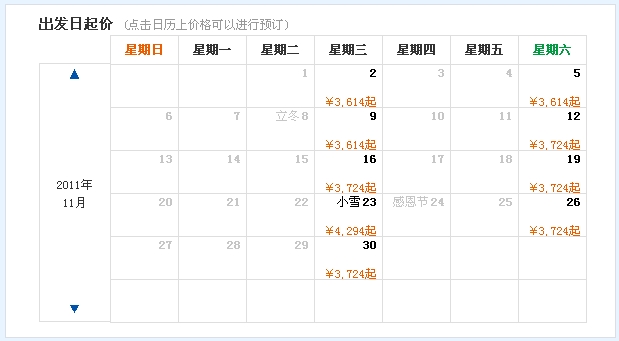 出发日起价 (点击日历上价格可以进行预订)
星期日 星期一 星期二 星期三 星期四 星期五 星期六
▲
1 2 3 4 5
¥3,614起 ¥3,614起
6 7 立冬8 9 10 11 12
¥3,614起 ¥3,724起
13 14 15 16 17 18 19
2011年
11月
¥3,724起 ¥3,724起
20 21 22 小雪23 感恩节24 25 26
¥4,294起 ¥3,724起
27 28 29 30
¥3,724起
▼